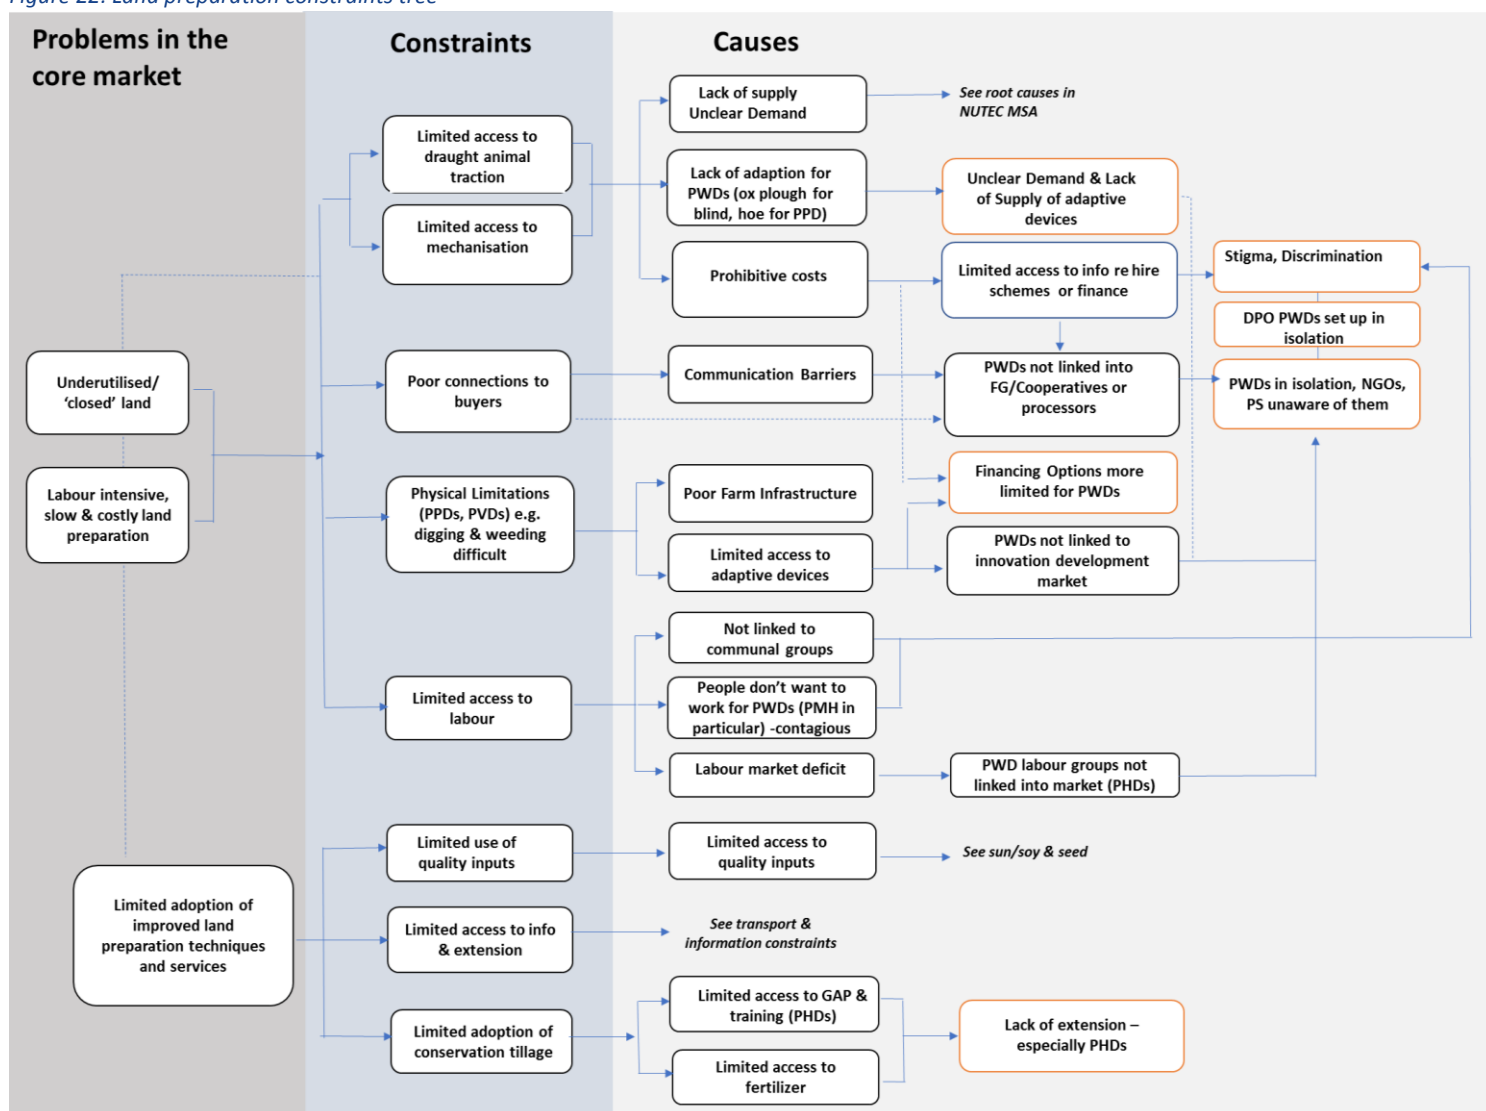 Figure 22: Land preparation constraints tree
Problems in the
core market
Constraints
Causes
Underutilised/
‘closed’ land
Labour intensive,
slow & costly land
preparation
Limited adoption of
improved land
preparation techniques
and services
Limited access to
draught animal
traction
Limited access to
mechanisation
Poor connections to
buyers
Physical Limitations
(PPDs, PVDs) e.g.
digging & weeding
difficult
Limited access to
labour
Limited use of
quality inputs
Limited access to info
& extension
Limited adoption of
conservation tillage
Lack of supply
Unclear Demand
Lack of adaption for
PWDs (ox plough for
blind, hoe for PPD)
Prohibitive costs
Communication Barriers
Poor Farm Infrastructure
Limited access to
adaptive devices
Not linked to
communal groups
People don’t want to
work for PWDs (PMH in
particular) -contagious
Labour market deficit
Limited access to
quality inputs
See transport &
information constraints
Limited access to GAP &
training (PHDs)
Limited access to
fertilizer
See root causes in
NUTEC MSA
Unclear Demand & Lack
of Supply of adaptive
devices
Limited access to info re hire
schemes or finance
PWDs not linked into
FG/Cooperatives or
processors
Financing Options more
limited for PWDs
PWDs not linked to
innovation development
market
PWD labour groups not
linked into market (PHDs)
See sun/soy & seed
Lack of extension –
especially PHDs
Stigma, Discrimination
DPO PWDs set up in
isolation
PWDs in isolation, NGOs,
PS unaware of them